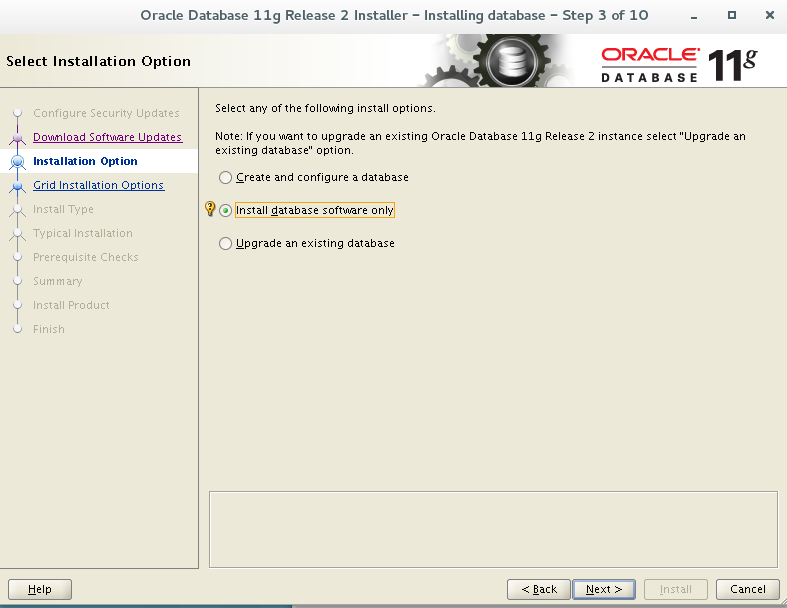 Oracle Database 11g Release 2 Installer – Installing database – Step 3 of 10
Select Installation Option
ORACLE
DATABASE 11g
Configure Security Updates
Download Software Updates
Installation Option
Grid Installation Options
Install Type
Typical Installation
Prerequisite Checks
Summary
Install Product
Finish
Select any of the following install options.
Note: If you want to upgrade an existing Oracle Database 11g Release 2 instance select "Upgrade an
existing database" option.
Create and configure a database
Install database software only
Upgrade an existing database
Help
< Back
Next >
Install
Cancel